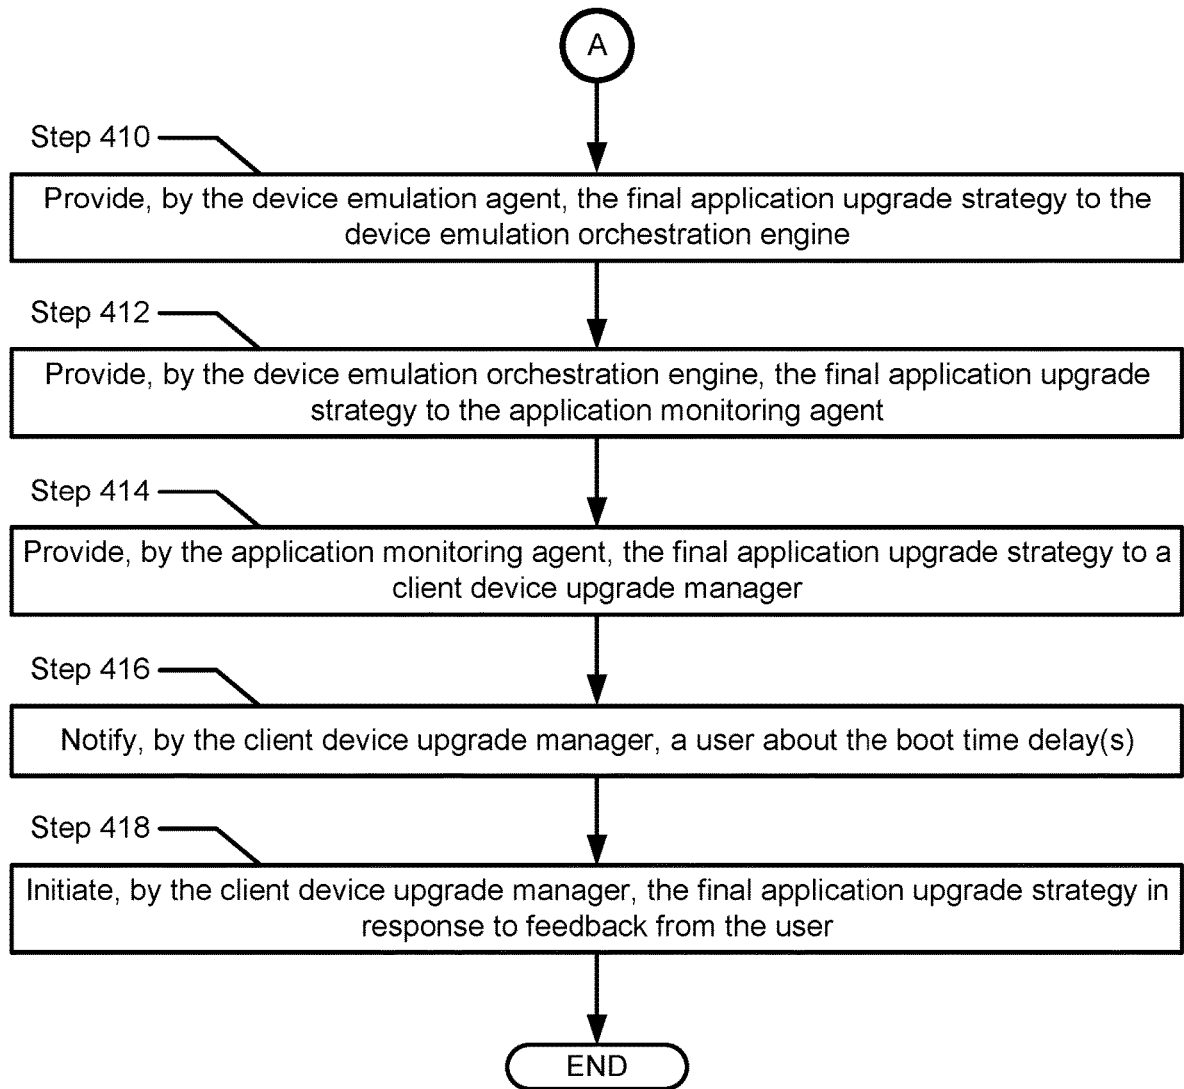 A
Step 410
Provide, by the device emulation agent, the final application upgrade strategy to the
device emulation orchestration engine
Step 412
Provide, by the device emulation orchestration engine, the final application upgrade
strategy to the application monitoring agent
Step 414
Provide, by the application monitoring agent, the final application upgrade strategy to a
client device upgrade manager
Step 416
Notify, by the client device upgrade manager, a user about the boot time delay(s)
Step 418
Initiate, by the client device upgrade manager, the final application upgrade strategy in
response to feedback from the user
END